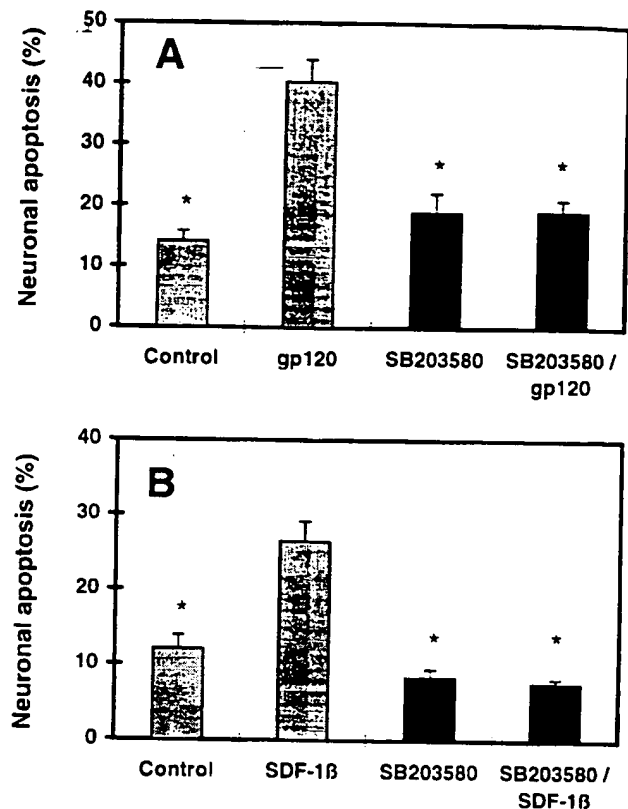 Neuronal apoptosis (%)
50
40
30
20
10
0
A
*
*
*
Control
gp120
SB203580
SB203580 /
gp120
Neuronal apoptosis (%)
40
30
20
10
0
B
*
*
*
Control
SDF-1ß
SB203580
SB203580 /
SDF-1ß